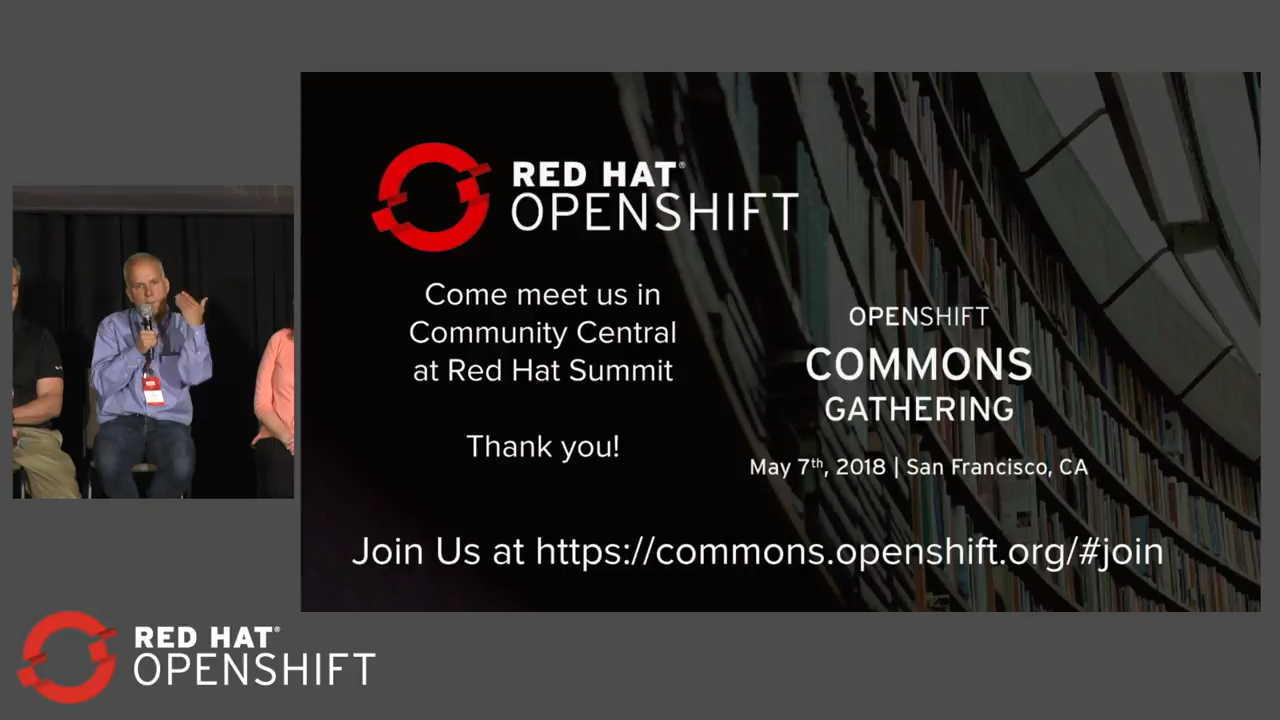 RED HAT®
OPENSHIFT
Come meet us in
Community Central
at Red Hat Summit
Thank you!
OPENSHIFT
COMMONS
GATHERING
May 7th, 2018 | San Francisco, CA
Join Us at https://commons.openshift.org/#join
RED HAT®
OPENSHIFT